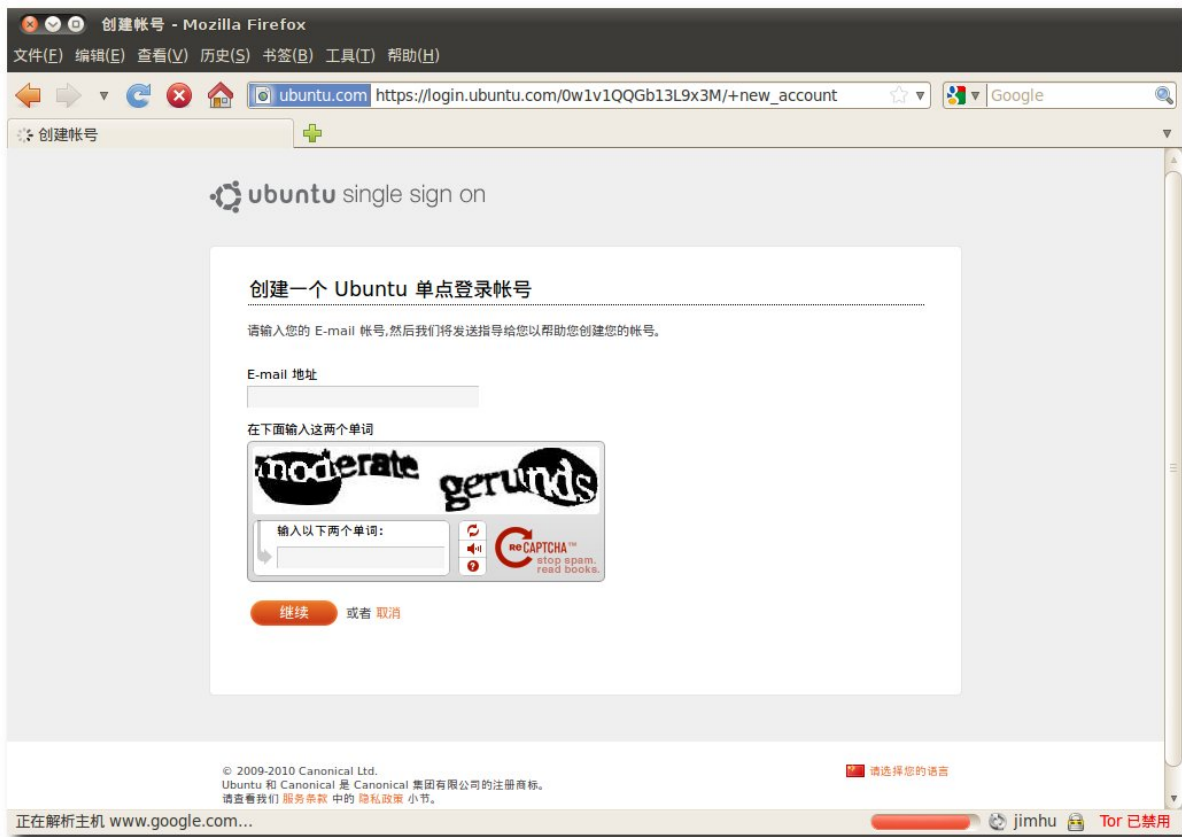 创建帐号 - Mozilla Firefox
文件(F) 编辑(E) 查看(V) 历史(S) 书签(B) 工具(T) 帮助(H)
ubuntu.com https://login.ubuntu.com/0w1v1QQGb13L9x3M/+new_account Google
创建帐号
ubuntu single sign on
创建一个 Ubuntu 单点登录帐号
请输入您的 E-mail 帐号,然后我们将发送指导给您以帮助您创建您的帐号。
E-mail 地址
在下面输入这两个单词
moderate gerunds
输入以下两个单词:
ReCAPTCHA™
stop spam.
read books.
继续 或者 取消
© 2009-2010 Canonical Ltd.
Ubuntu 和 Canonical 是 Canonical 集团有限公司的注册商标。
请查看我们 服务条款 中的 隐私政策 小节。
请选择您的语言
正在解析主机 www.google.com... jimhu Tor 已禁用